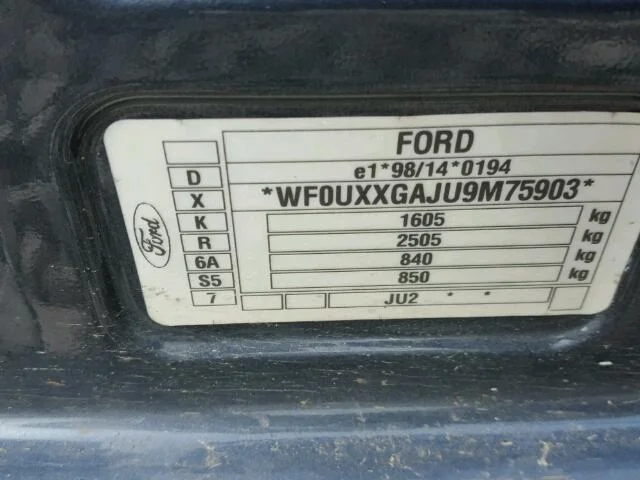 FORD
D e1*98/14*0194
X *WF0UXXGAJU9M75903*
K 1605 kg
R 2505 kg
6A 840 kg
S5 850 kg
7 JU2 * *
Ford